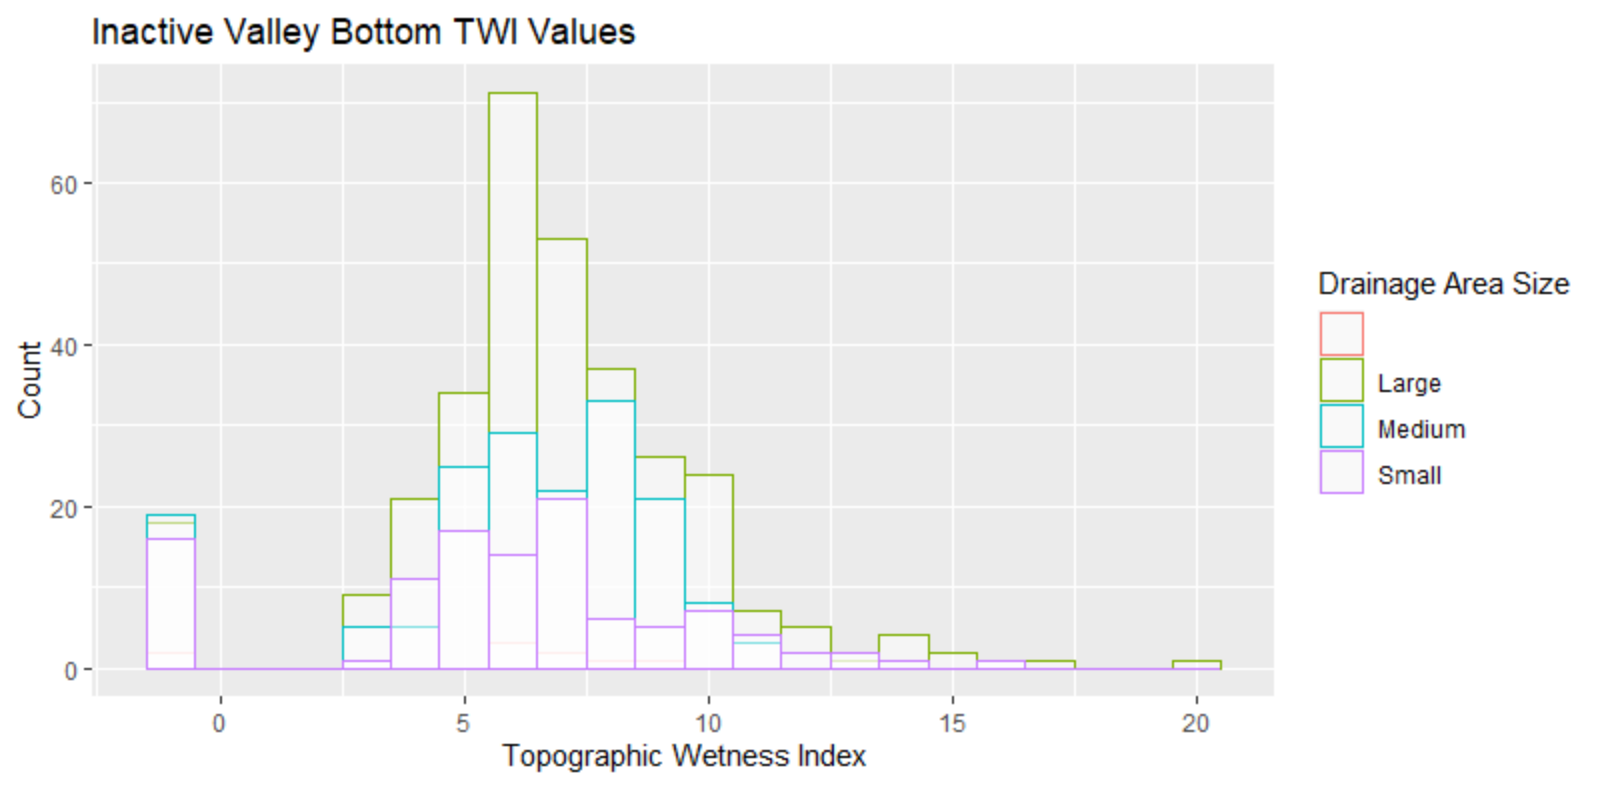 Inactive Valley Bottom TWI Values
Count
60
40
20
0
0 5 10 15 20
Topographic Wetness Index
Drainage Area Size
Large
Medium
Small